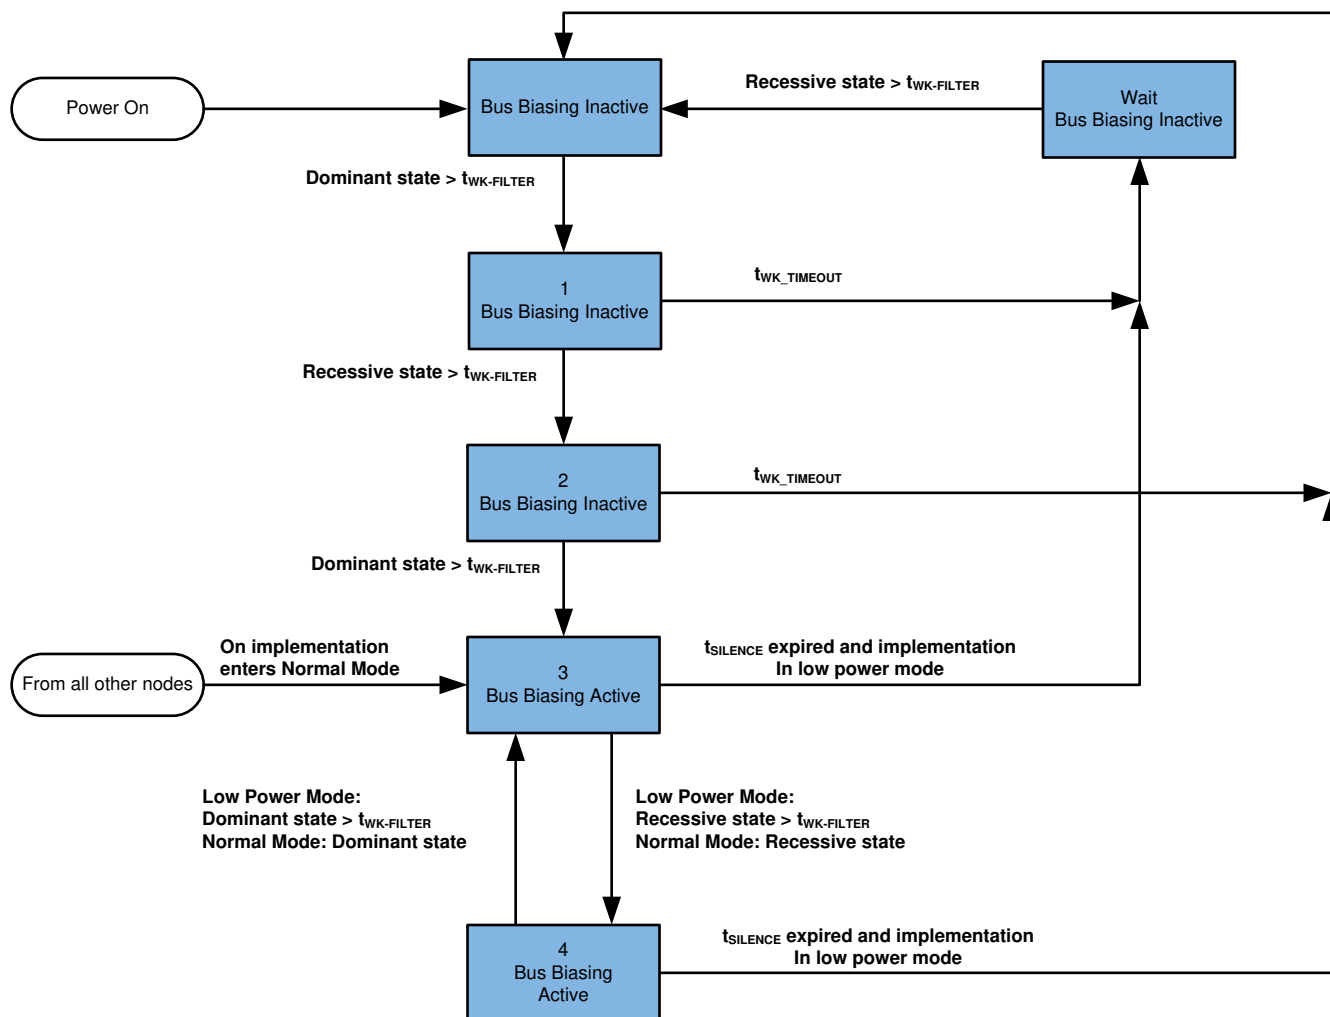 Power On
Bus Biasing Inactive
Recessive state > tWK-FILTER
Wait
Bus Biasing Inactive
Dominant state > tWK-FILTER
1
Bus Biasing Inactive
tWK_TIMEOUT
Recessive state > tWK-FILTER
2
Bus Biasing Inactive
tWK_TIMEOUT
Dominant state > tWK-FILTER
From all other nodes
On implementation
enters Normal Mode
3
Bus Biasing Active
tSILENCE expired and implementation
In low power mode
Low Power Mode:
Dominant state > tWK-FILTER
Normal Mode: Dominant state
Low Power Mode:
Recessive state > tWK-FILTER
Normal Mode: Recessive state
4
Bus Biasing
Active
tSILENCE expired and implementation
In low power mode